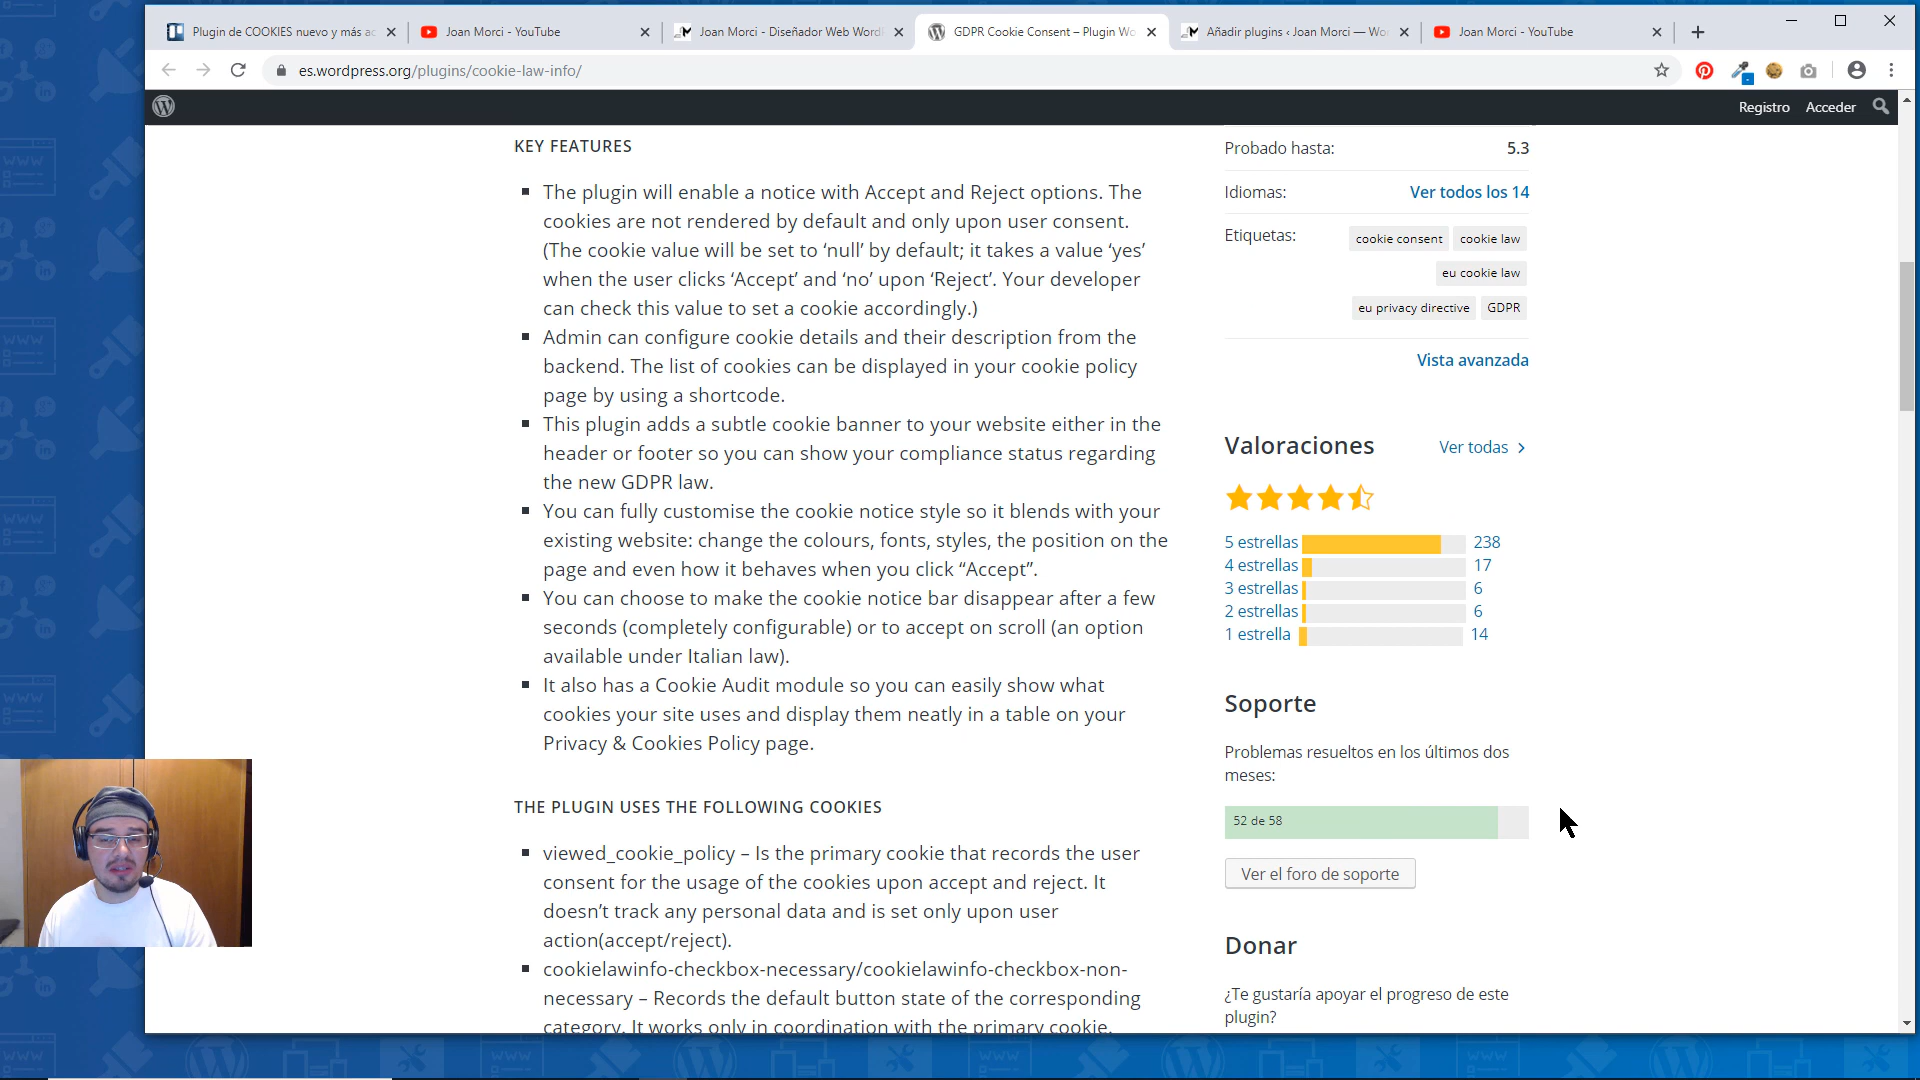 Plugin de COOKIES nuevo y más ac
Joan Morci - YouTube
Joan Morci - Diseñador Web Word
GDPR Cookie Consent – Plugin Wo
Añadir plugins ‹ Joan Morci — Wo
Joan Morci - YouTube
es.wordpress.org/plugins/cookie-law-info/
Registro
Acceder
KEY FEATURES
The plugin will enable a notice with Accept and Reject options. The
cookies are not rendered by default and only upon user consent.
(The cookie value will be set to ‘null’ by default; it takes a value ‘yes’
when the user clicks ‘Accept’ and ‘no’ upon ‘Reject’. Your developer
can check this value to set a cookie accordingly.)
Admin can configure cookie details and their description from the
backend. The list of cookies can be displayed in your cookie policy
page by using a shortcode.
This plugin adds a subtle cookie banner to your website either in the
header or footer so you can show your compliance status regarding
the new GDPR law.
You can fully customise the cookie notice style so it blends with your
existing website: change the colours, fonts, styles, the position on the
page and even how it behaves when you click “Accept”.
You can choose to make the cookie notice bar disappear after a few
seconds (completely configurable) or to accept on scroll (an option
available under Italian law).
It also has a Cookie Audit module so you can easily show what
cookies your site uses and display them neatly in a table on your
Privacy & Cookies Policy page.
THE PLUGIN USES THE FOLLOWING COOKIES
viewed_cookie_policy – Is the primary cookie that records the user
consent for the usage of the cookies upon accept and reject. It
doesn’t track any personal data and is set only upon user
action(accept/reject).
cookielawinfo-checkbox-necessary/cookielawinfo-checkbox-non-
necessary – Records the default button state of the corresponding
category. It works only in coordination with the primary cookie.
Probado hasta: 5.3
Idiomas: Ver todos los 14
Etiquetas: cookie consent cookie law
eu cookie law
eu privacy directive GDPR
Vista avanzada
Valoraciones Ver todas
5 estrellas 238
4 estrellas 17
3 estrellas 6
2 estrellas 6
1 estrella 14
Soporte
Problemas resueltos en los últimos dos
meses:
52 de 58
Ver el foro de soporte
Donar
¿Te gustaría apoyar el progreso de este
plugin?